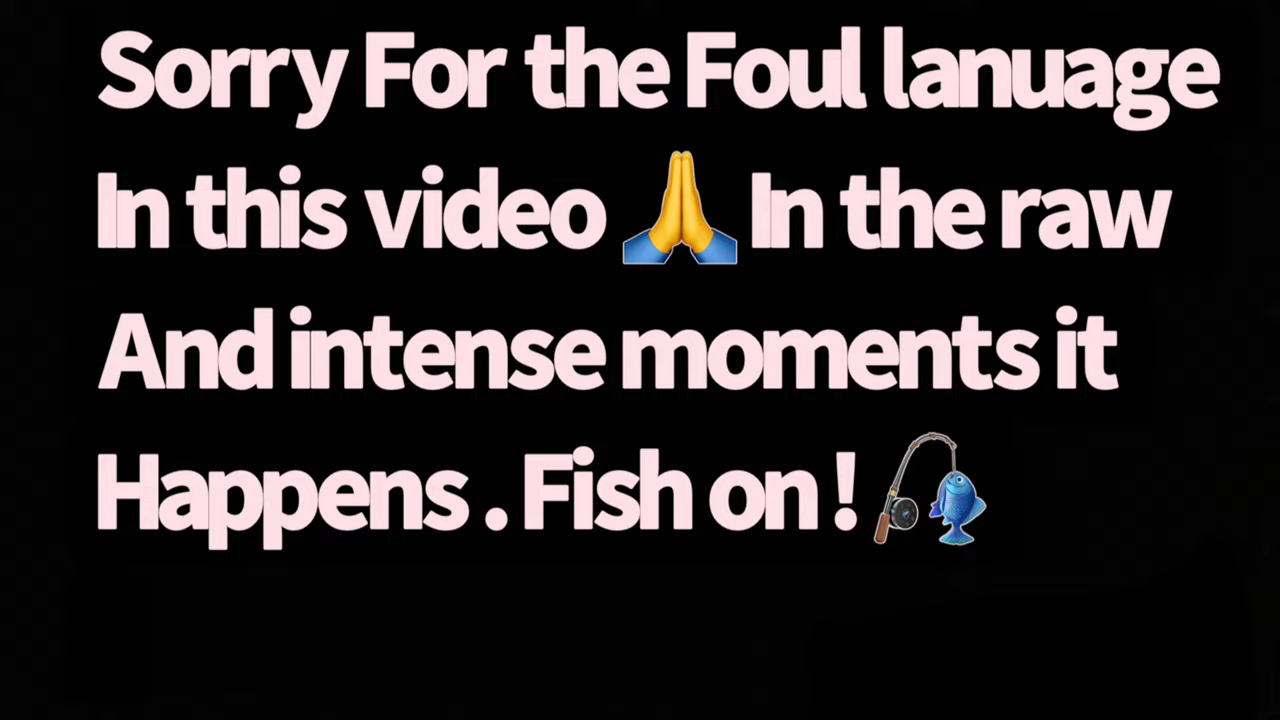 Sorry For the Foul lanuage
In this video 🙏 In the raw
And intense moments it
Happens . Fish on ! 🎣